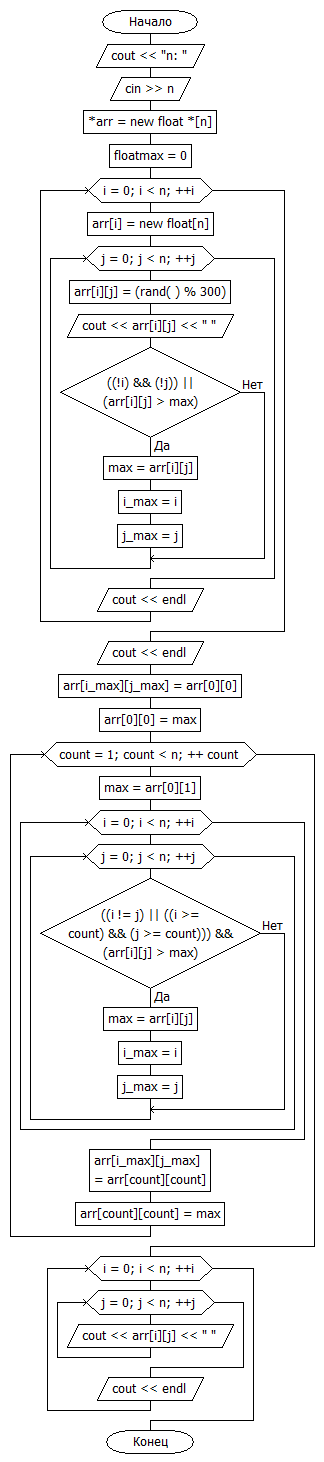 Начало
cout << "n: "
cin >> n
*arr = new float *[n]
floatmax = 0
i = 0; i < n; ++i
arr[i] = new float[n]
j = 0; j < n; ++j
arr[i][j] = (rand( ) % 300)
cout << arr[i][j] << " "
((!i) && (!j)) ||
(arr[i][j] > max)
Нет
Да
max = arr[i][j]
i_max = i
j_max = j
cout << endl
cout << endl
arr[i_max][j_max] = arr[0][0]
arr[0][0] = max
count = 1; count < n; ++ count
max = arr[0][1]
i = 0; i < n; ++i
j = 0; j < n; ++j
((i != j) || ((i >=
count) && (j >= count))) &&
(arr[i][j] > max)
Нет
Да
max = arr[i][j]
i_max = i
j_max = j
arr[i_max][j_max]
= arr[count][count]
arr[count][count] = max
i = 0; i < n; ++i
j = 0; j < n; ++j
cout << arr[i][j] << " "
cout << endl
Конец